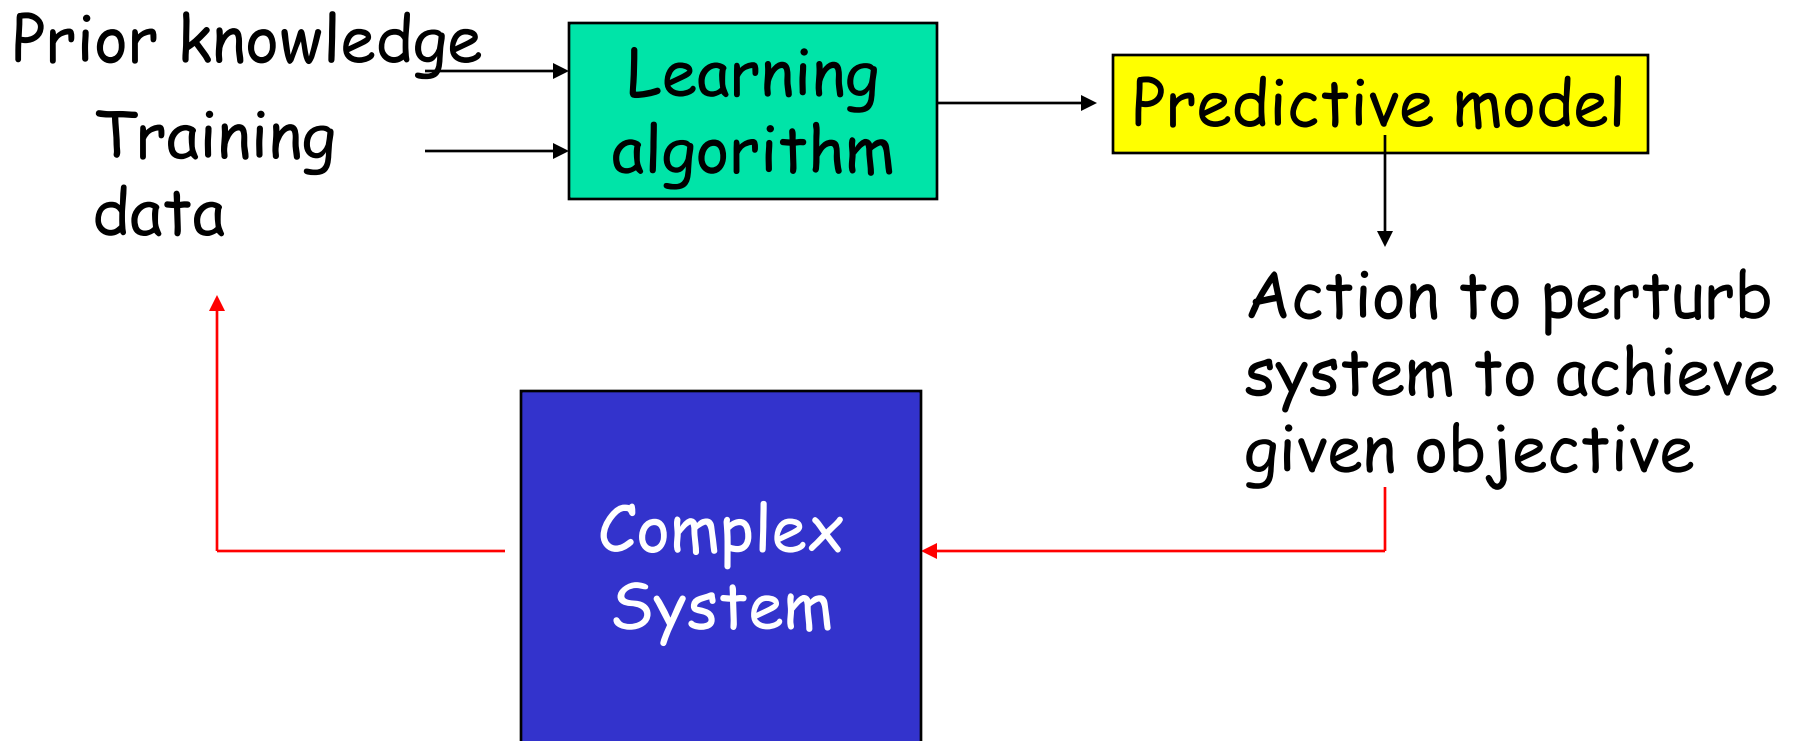 Prior knowledge
Training
data
Learning
algorithm
Predictive model
Action to perturb
system to achieve
given objective
Complex
System